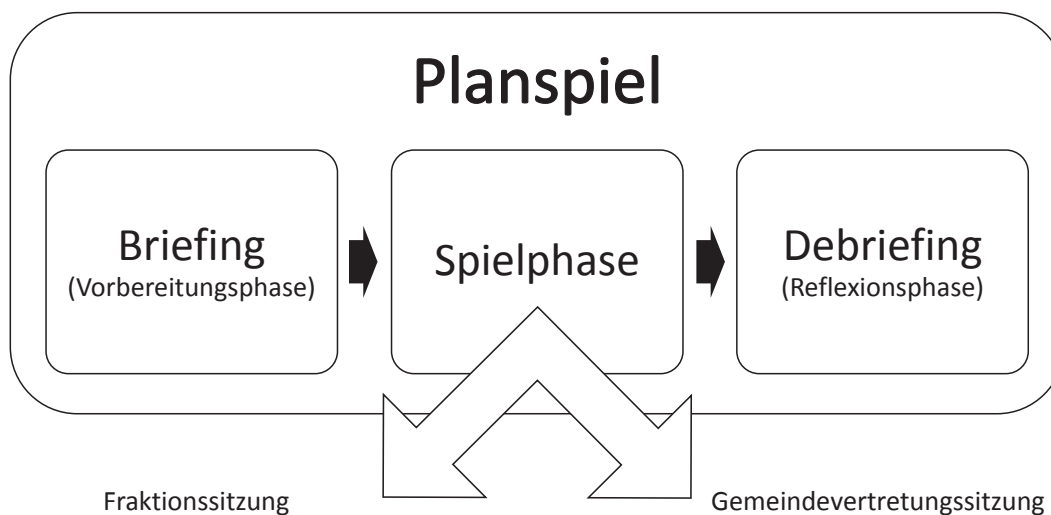 Planspiel
Briefing
(Vorbereitungsphase)
Spielphase
Debriefing
(Reflexionsphase)
Fraktionssitzung
Gemeindevertretungssitzung